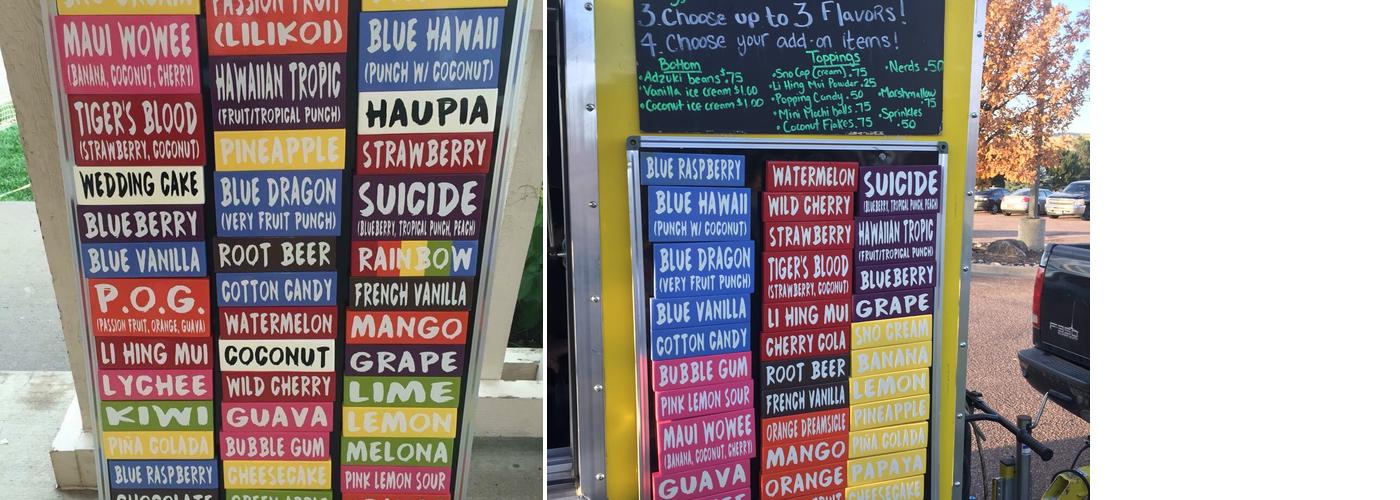 MAUI WOWEE
(BANANA, COCONUT, CHERRY)
TIGER'S BLOOD
(STRAWBERRY, COCONUT)
WEDDING CAKE
BLUEBERRY
BLUE VANILLA
P.O.G.
(PASSION FRUIT, ORANGE, GUAVA)
LI HING MUI
LYCHEE
KIWI
PIÑA COLADA
BLUE RASPBERRY
CHOCOLATE
PASSION FRUIT
(LILIKOI)
HAWAIIAN TROPIC
(FRUIT/TROPICAL PUNCH)
PINEAPPLE
BLUE DRAGON
(VERY FRUIT PUNCH)
ROOT BEER
COTTON CANDY
WATERMELON
COCONUT
WILD CHERRY
GUAVA
BUBBLE GUM
CHEESECAKE
GREEN APPLE
BLUE HAWAII
(PUNCH W/ COCONUT)
HAUPIA
STRAWBERRY
SUICIDE
(BLUEBERRY, TROPICAL PUNCH, PEACH)
RAINBOW
FRENCH VANILLA
MANGO
GRAPE
LIME
LEMON
MELONA
PINK LEMON SOUR
3. Choose up to 3 Flavors!
4. Choose your add-on items!
Bottom
•Adzuki beans $.75
•Vanilla ice cream $1.00
•Coconut ice cream $1.00
Toppings
•Sno Cap (cream) .75
•Li Hing Mui Powder .25
•Popping Candy .50
•Mini Mochi balls .75
•Coconut Flakes .75
•Nerds .50
•Marshmallow
.75
•Sprinkles
.50
BLUE RASPBERRY
BLUE HAWAII
(PUNCH W/ COCONUT)
BLUE DRAGON
(VERY FRUIT PUNCH)
BLUE VANILLA
COTTON CANDY
BUBBLE GUM
PINK LEMON SOUR
MAUI WOWEE
(BANANA, COCONUT, CHERRY)
GUAVA
WATERMELON
WILD CHERRY
STRAWBERRY
TIGER'S BLOOD
(STRAWBERRY, COCONUT)
LI HING MUI
CHERRY COLA
ROOT BEER
FRENCH VANILLA
ORANGE DREAMSICLE
MANGO
ORANGE
SUICIDE
(BLUEBERRY, TROPICAL PUNCH, PEACH)
HAWAIIAN TROPIC
(FRUIT/TROPICAL PUNCH)
BLUEBERRY
GRAPE
SNO CREAM
BANANA
LEMON
PINEAPPLE
PIÑA COLADA
PAPAYA
CHEESECAKE